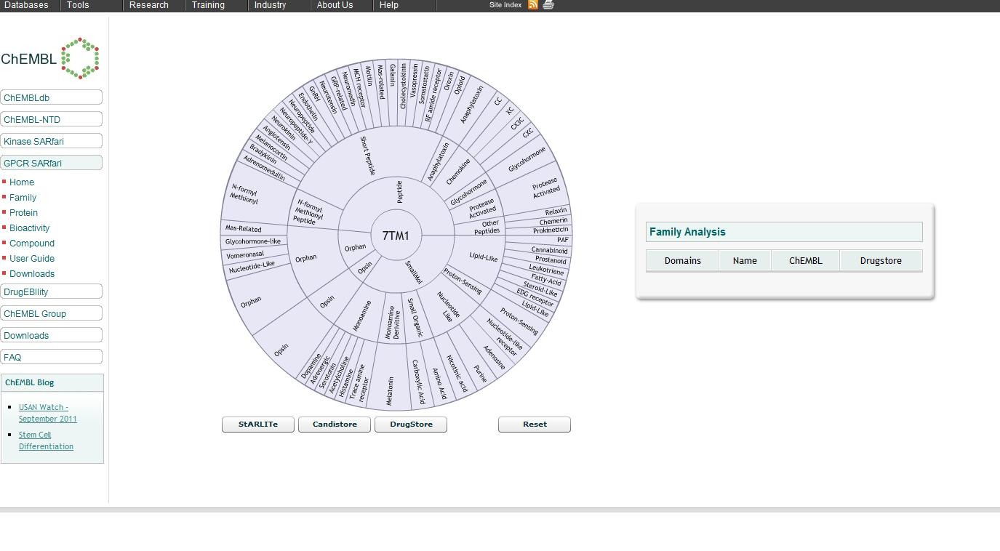 Databases
Tools
Research
Training
Industry
About Us
Help
Site Index
ChEMBL
ChEMBLdb
ChEMBL-NTD
Kinase SARfari
GPCR SARfari
Home
Family
Protein
Bioactivity
Compound
User Guide
Downloads
DrugEBIlity
ChEMBL Group
Downloads
FAQ
ChEMBL Blog
USAN Watch -
September 2011
Stem Cell
Differentiation
7TM1
Peptide
SmallMol
Opsin
Orphan
Short Peptide
Anaphylatoxin
Chemokine
Glycohormone
Protease
Activated
Other
Peptides
Lipid-Like
Proton-Sensing
Nucleotide
Like
Small Organic
Monoamine
Derivitive
Monoamine
Opsin
Orphan
N-formyl
Methionyl
Peptide
Adrenomedullin
Bradykinin
Melanocortin
Angiotensin
Neurokinin
Neuropeptide-Y
Neuropeptide
Endothelin
GnRH
Neurotensin
GRP-related
Neuromedin
MCH receptor
Motilin
Mas-related
Galanin
Cholecystokinin
Vasopressin
Somatostatin
RF amide receptor
Orexin
Opioid
Anaphylatoxin
CC
XC
CX3C
CXC
Glycohormone
Protease
Activated
Relaxin
Chemerin
Prokineticin
PAF
Cannabinoid
Prostanoid
Leukotriene
Fatty-Acid
Steroid-Like
EDG receptor
Lipid-Like
Proton-Sensing
Nucleotide-like
receptor
Adenosine
Purine
Nicotinic acid
Amino Acid
Carboxylic Acid
Melatonin
Trace amine
receptor
Histamine
Acetylcholine
Serotonin
Adrenergic
Dopamine
Opsin
Orphan
Nucleotide-Like
Vomeronasal
Glycohormone-like
Mas-Related
N-formyl
Methionyl
StARLITe
Candistore
DrugStore
Reset
Family Analysis
Domains
Name
ChEMBL
Drugstore